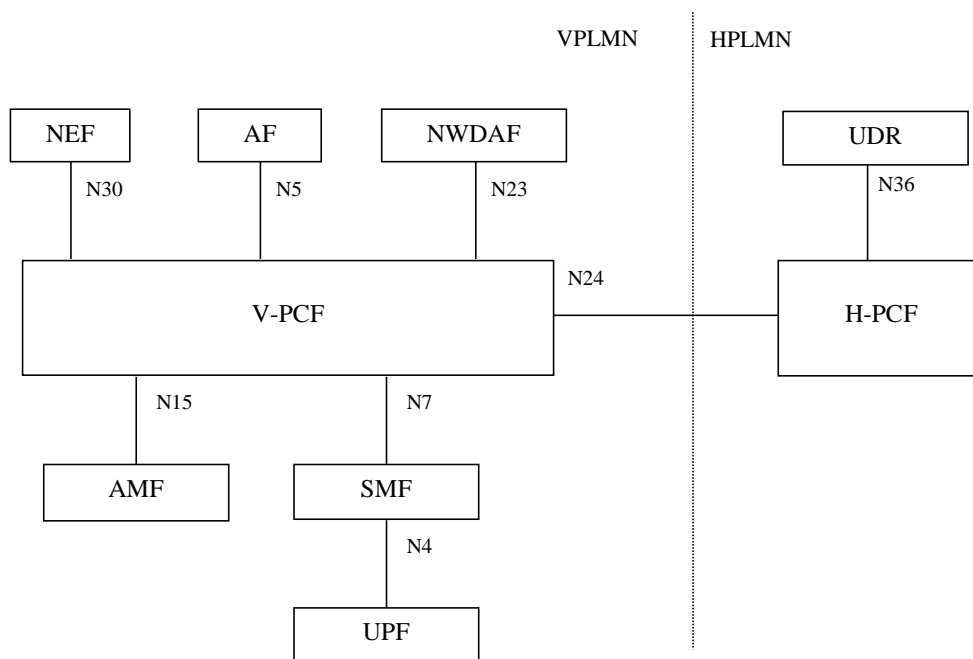 VPLMN HPLMN
NEF AF NWDAF UDR
N30 N5 N23 N36
N24
V-PCF H-PCF
N15 N7
AMF SMF
N4
UPF